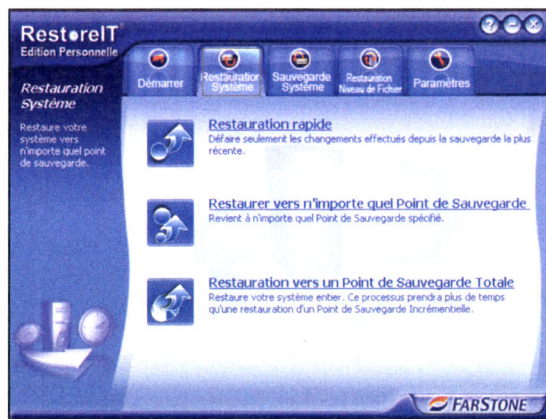 RestoreIT
Edition Personnelle
Démarrer
Restauration
Système
Sauvegarde
Système
Restauration
Niveau de Fichier
Paramètres
Restauration
Système
Restaure votre
système vers
n'importe quel point
de sauvegarde.
Restauration rapide
Défaire seulement les changements effectués depuis la sauvegarde la plus
récente.
Restaurer vers n'importe quel Point de Sauvegarde
Revient à n'importe quel Point de Sauvegarde spécifié.
Restauration vers un Point de Sauvegarde Totale
Restaure votre système entier. Ce processus prendra plus de temps
qu'une restauration d'un Point de Sauvegarde Incrémentielle.
FARSTONE